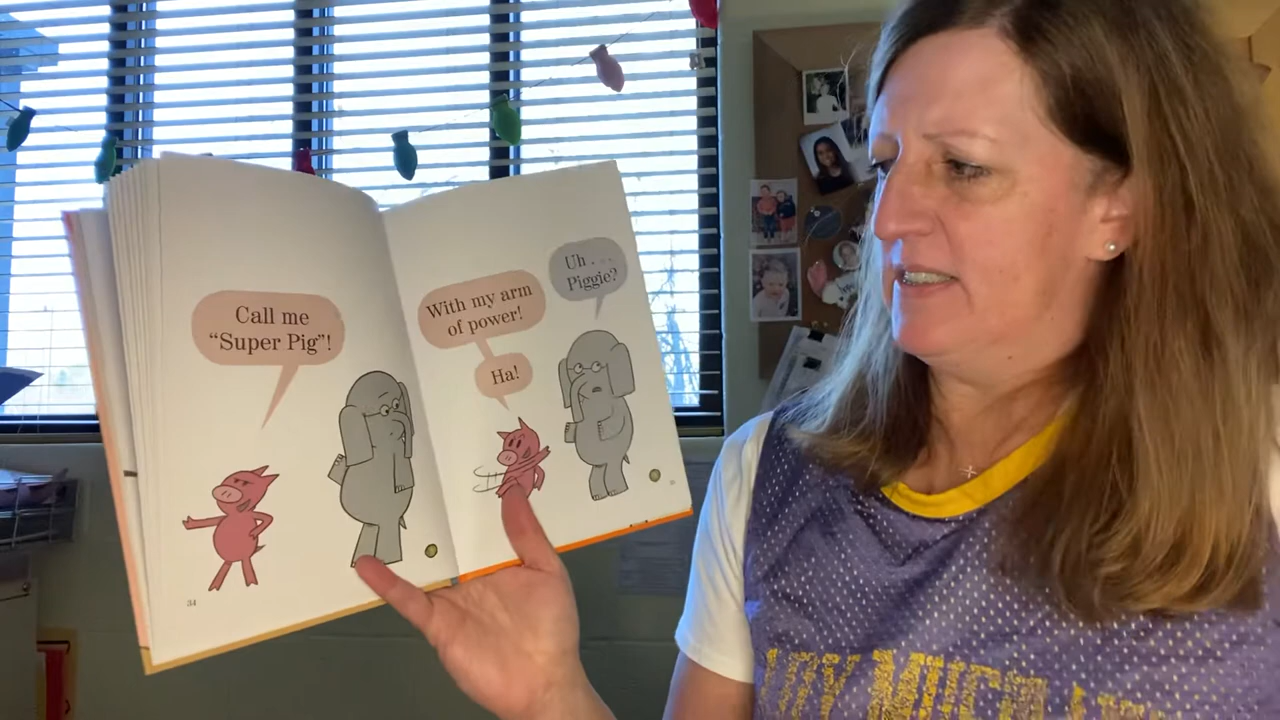 Call me
“Super Pig”!
With my arm
of power!
Ha!
Uh . . .
Piggie?
34